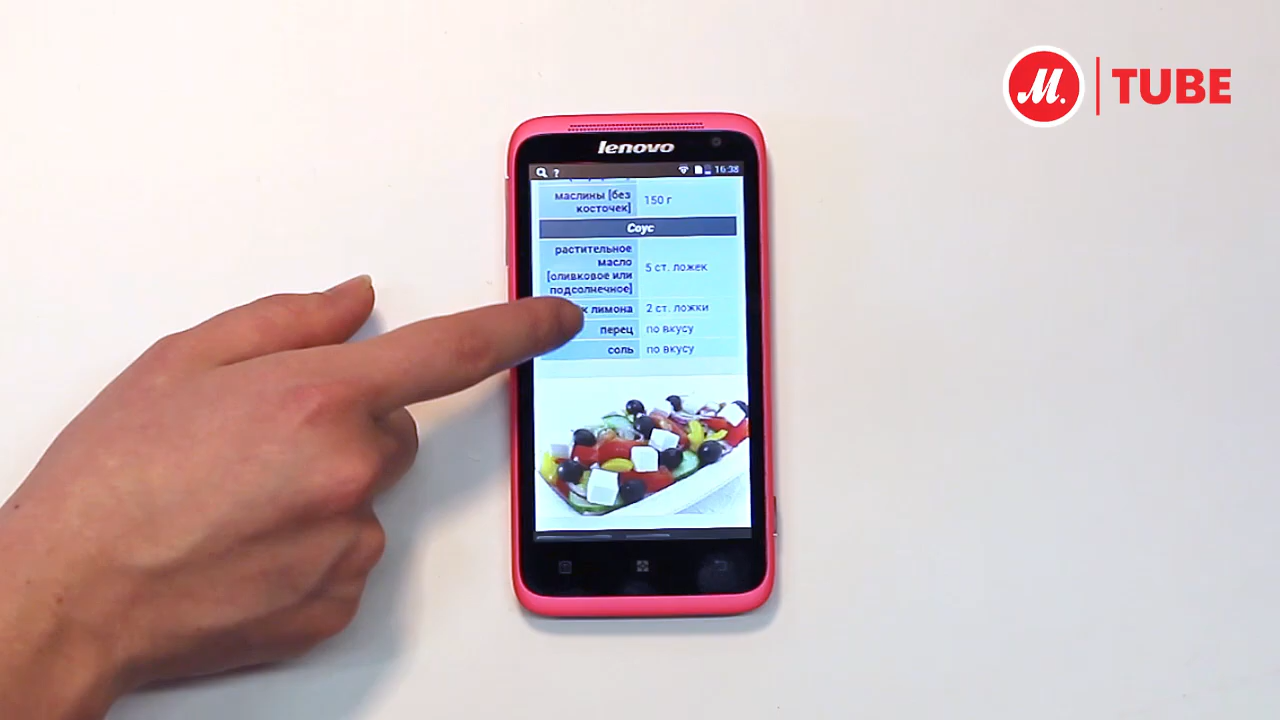 M. TUBE
lenovo
? 16:38
маслины [без
косточек]
150 г
Соус
растительное
масло
[оливковое или
подсолнечное]
5 ст. ложек
к лимона
2 ст. ложки
перец
по вкусу
соль
по вкусу